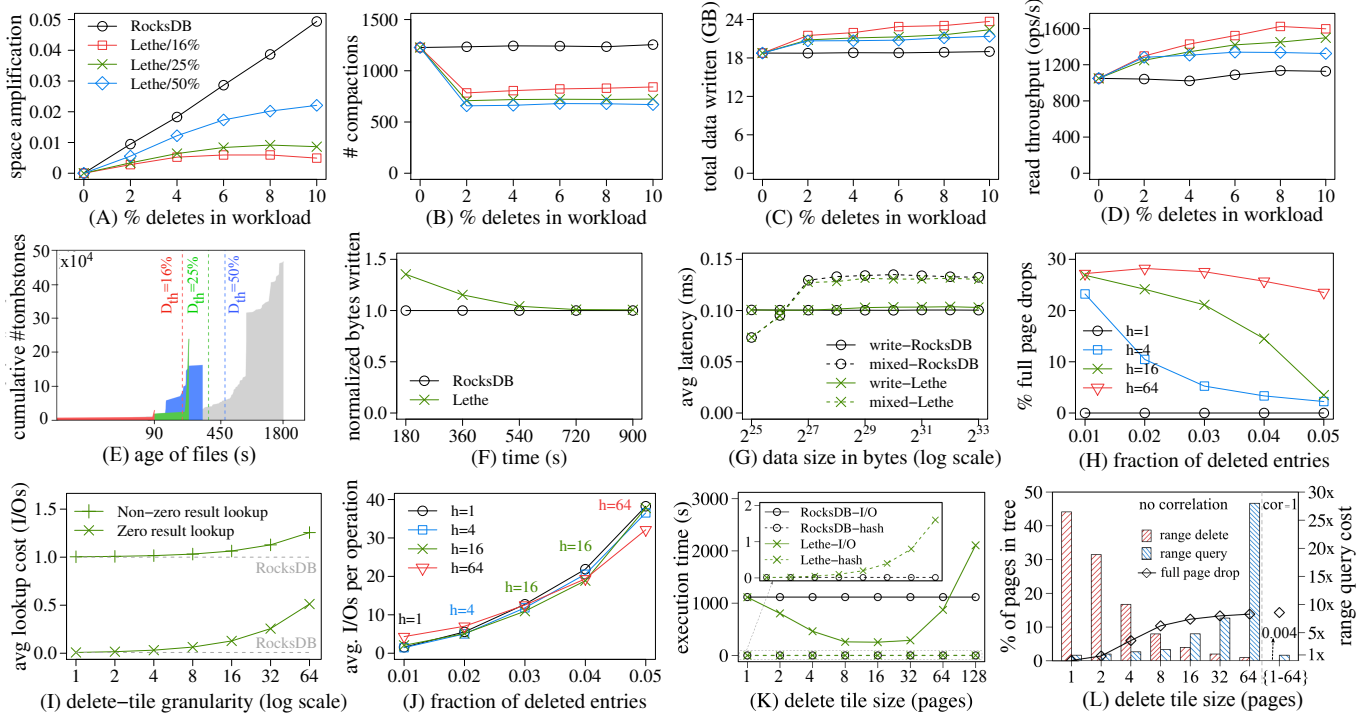 space amplification
0.05
0.04
0.03
0.02
0.01
0
RocksDB
Lethe/16%
Lethe/25%
Lethe/50%
0 2 4 6 8 10
(A) % deletes in workload
# compactions
1500
1000
500
0
0 2 4 6 8 10
(B) % deletes in workload
total data written (GB)
24
18
12
6
0
0 2 4 6 8 10
(C) % deletes in workload
read throughput (ops/s)
1600
1200
800
400
0
0 2 4 6 8 10
(D) % deletes in workload
cumulative #tombstones
50
40
30
20
10
0
x10^4
D_th=16%
D_th=25%
D_th=50%
90 450 1800
(E) age of files (s)
normalized bytes written
1.5
1.0
0.5
0.0
RocksDB
Lethe
180 360 540 720 900
(F) time (s)
avg latency (ms)
0.15
0.10
0.05
0.00
write−RocksDB
mixed−RocksDB
write−Lethe
mixed−Lethe
2^25 2^27 2^29 2^31 2^33
(G) data size in bytes (log scale)
% full page drops
30
20
10
0
h=1
h=4
h=16
h=64
0.01 0.02 0.03 0.04 0.05
(H) fraction of deleted entries
avg lookup cost (I/Os)
1.5
1.0
0.5
0.0
Non−zero result lookup
Zero result lookup
RocksDB
RocksDB
1 2 4 8 16 32 64
(I) delete−tile granularity (log scale)
avg. I/Os per operation
40
30
20
10
0
h=1
h=4
h=16
h=64
h=1
h=4
h=16
h=16
h=64
0.01 0.02 0.03 0.04 0.05
(J) fraction of deleted entries
execution time (s)
3000
2400
1800
1200
600
0
2
1
0
RocksDB−I/O
RocksDB−hash
Lethe−I/O
Lethe−hash
1 2 4 8 16 32 64 128
(K) delete tile size (pages)
% of pages in tree
50
40
30
20
10
0
no correlation
cor=1
range delete
range query
full page drop
0.004
30x
25x
20x
15x
10x
5x
1x
range query cost
1 2 4 8 16 32 64 {1-64}
(L) delete tile size (pages)